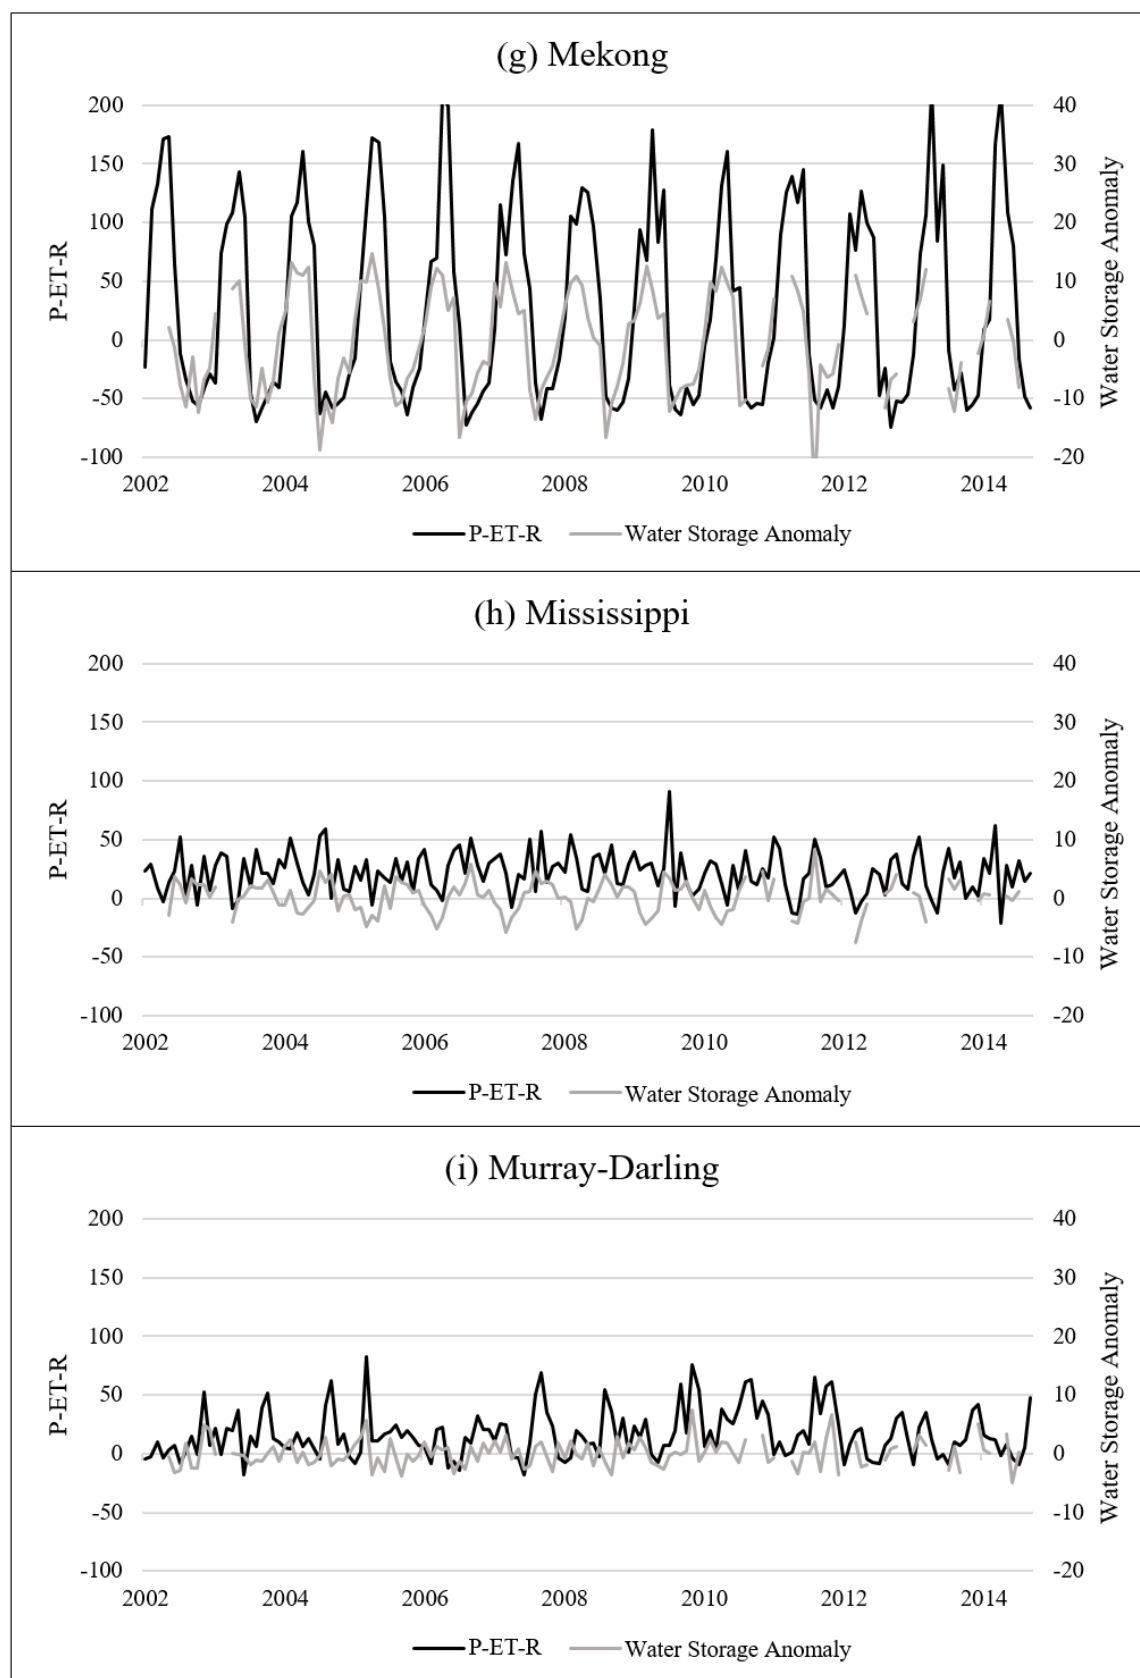 (g) Mekong
200
150
100
50
0
-50
-100
P-ET-R
40
30
20
10
0
-10
-20
Water Storage Anomaly
2002 2004 2006 2008 2010 2012 2014
P-ET-R Water Storage Anomaly
(h) Mississippi
200
150
100
50
0
-50
-100
P-ET-R
40
30
20
10
0
-10
-20
Water Storage Anomaly
2002 2004 2006 2008 2010 2012 2014
P-ET-R Water Storage Anomaly
(i) Murray-Darling
200
150
100
50
0
-50
-100
P-ET-R
40
30
20
10
0
-10
-20
Water Storage Anomaly
2002 2004 2006 2008 2010 2012 2014
P-ET-R Water Storage Anomaly